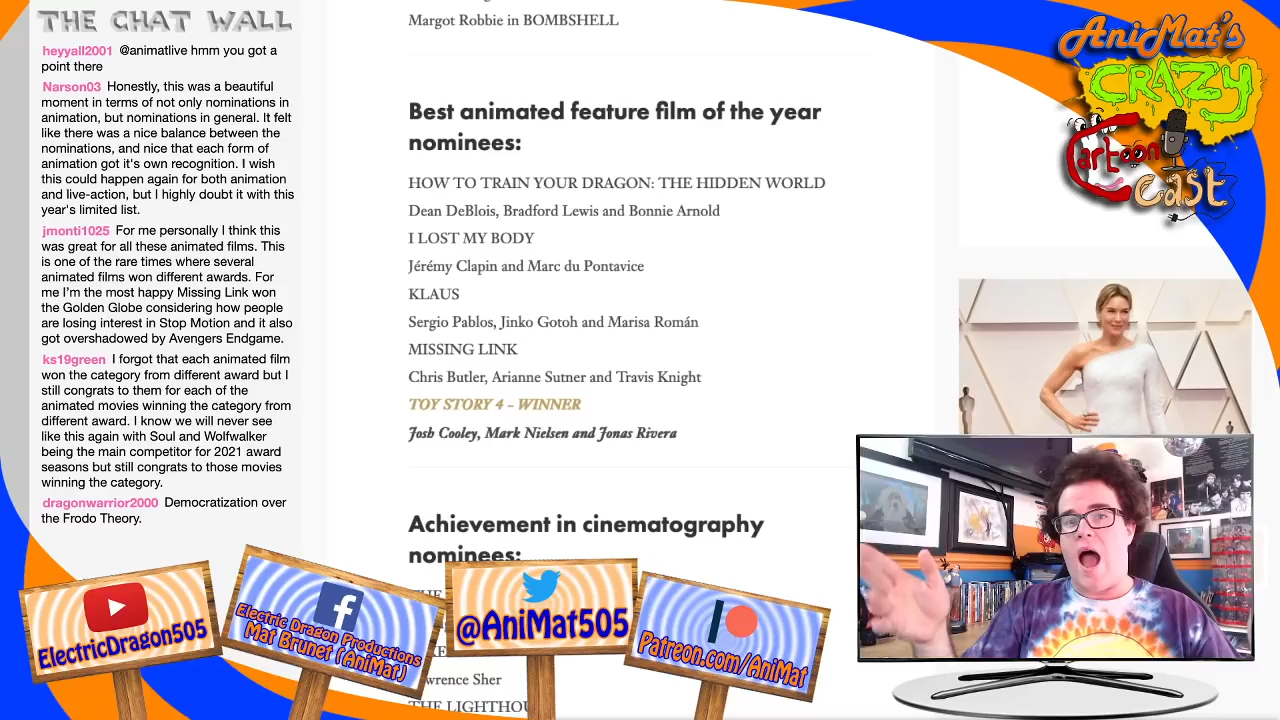 THE CHAT WALL
heyyall2001 @animatlive hmm you got a
point there
Narson03 Honestly, this was a beautiful
moment in terms of not only nominations in
animation, but nominations in general. It felt
like there was a nice balance between the
nominations, and nice that each form of
animation got it's own recognition. I wish
this could happen again for both animation
and live-action, but I highly doubt it with this
year's limited list.
jmonti1025 For me personally I think this
was great for all these animated films. This
is one of the rare times where several
animated films won different awards. For
me I'm the most happy Missing Link won
the Golden Globe considering how people
are losing interest in Stop Motion and it also
got overshadowed by Avengers Endgame.
ks19green I forgot that each animated film
won the category from different award but I
still congrats to them for each of the
animated movies winning the category from
different award. I know we will never see
like this again with Soul and Wolfwalker
being the main competitor for 2021 award
seasons but still congrats to those movies
winning the category.
dragonwarrior2000 Democratization over
the Frodo Theory.
Margot Robbie in BOMBSHELL
Best animated feature film of the year
nominees:
HOW TO TRAIN YOUR DRAGON: THE HIDDEN WORLD
Dean DeBlois, Bradford Lewis and Bonnie Arnold
I LOST MY BODY
Jérémy Clapin and Marc du Pontavice
KLAUS
Sergio Pablos, Jinko Gotoh and Marisa Román
MISSING LINK
Chris Butler, Arianne Sutner and Travis Knight
TOY STORY 4 - WINNER
Josh Cooley, Mark Nielsen and Jonas Rivera
Achievement in cinematography
nominees:
THE
Lawrence Sher
THE LIGHTHOU
AniMat's
CRAZY
Cartoon
Cast
ElectricDragon505
Electric Dragon Productions
Mat Brunet (AniMat)
@AniMat505
Patreon.com/AniMat